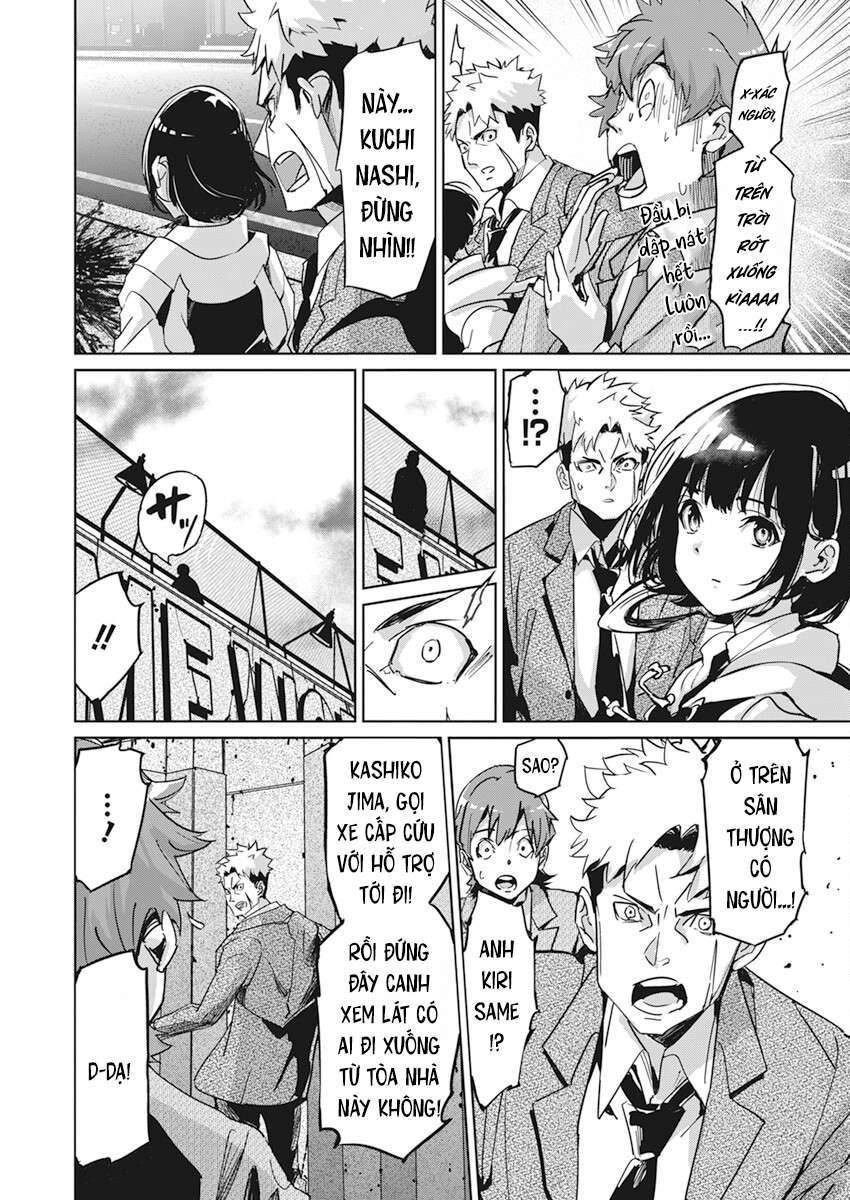 X-XÁC
NGƯỜI,
TỪ
TRÊN
TRỜI
RỚT
XUỐNG
KÌAAAA
...!!
Đầu bị
dập nát
hết
luôn
rồi...
NÀY...
KUCHI
NASHI,
ĐỪNG
NHÌN!!
...
!?
ザッ
!!
TEWO
Ở TRÊN
SÂN
THƯỢNG
CÓ
NGƯỜI...!
SAO?
ANH
KIRI
SAME
!?
KASHIKO
JIMA, GỌI
XE CẤP CỨU
VỚI HỖ TRỢ
TỚI ĐI!
RỒI ĐỨNG
ĐÂY CANH
XEM LÁT CÓ
AI ĐI XUỐNG
TỪ TÒA NHÀ
NÀY KHÔNG!
...!
D-DẠ!